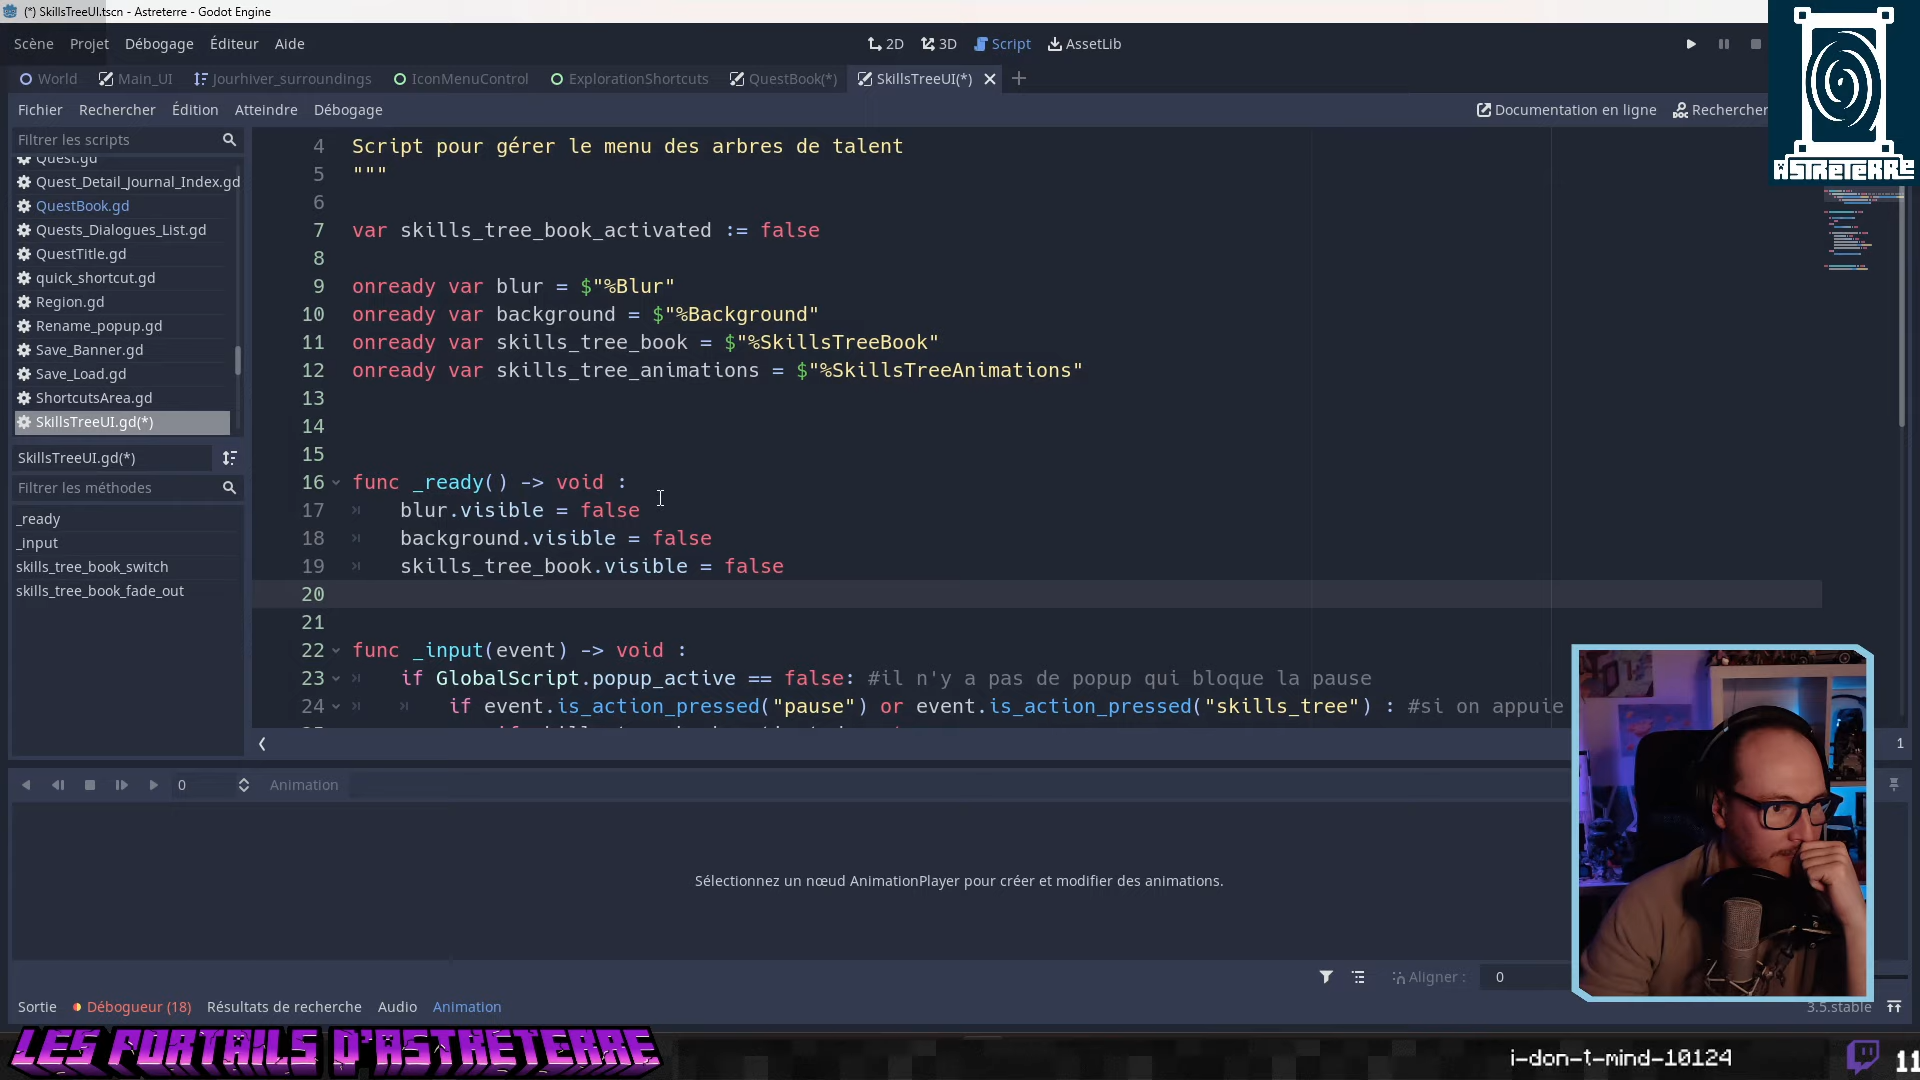 (*) SkillsTreeUI.tscn - Astreterre - Godot Engine
Scène Projet Débogage Éditeur Aide
2D 3D Script AssetLib
World Main_UI Jourhiver_surroundings IconMenuControl ExplorationShortcuts QuestBook(*) SkillsTreeUI(*)
Fichier Rechercher Édition Atteindre Débogage
Documentation en ligne Rechercher
ASTRETERRE
Filtrer les scripts
Quest.gd
Quest_Detail_Journal_Index.gd
QuestBook.gd
Quests_Dialogues_List.gd
QuestTitle.gd
quick_shortcut.gd
Region.gd
Rename_popup.gd
Save_Banner.gd
Save_Load.gd
ShortcutsArea.gd
SkillsTreeUI.gd(*)
SkillsTreeUI.gd(*)
Filtrer les méthodes
_ready
_input
skills_tree_book_switch
skills_tree_book_fade_out
4 Script pour gérer le menu des arbres de talent
5 """
6
7 var skills_tree_book_activated := false
8
9 onready var blur = $"%Blur"
10 onready var background = $"%Background"
11 onready var skills_tree_book = $"%SkillsTreeBook"
12 onready var skills_tree_animations = $"%SkillsTreeAnimations"
13
14
15
16 func _ready() -> void :
17 blur.visible = false
18 background.visible = false
19 skills_tree_book.visible = false
20
21
22 func _input(event) -> void :
23 if GlobalScript.popup_active == false: #il n'y a pas de popup qui bloque la pause
24 if event.is_action_pressed("pause") or event.is_action_pressed("skills_tree") : #si on appuie
1
0 Animation
Sélectionnez un nœud AnimationPlayer pour créer et modifier des animations.
Aligner : 0
Sortie Débogueur (18) Résultats de recherche Audio Animation
3.5.stable
LES PORTAILS D'ASTRETERRE
i-don-t-mind-10124
11